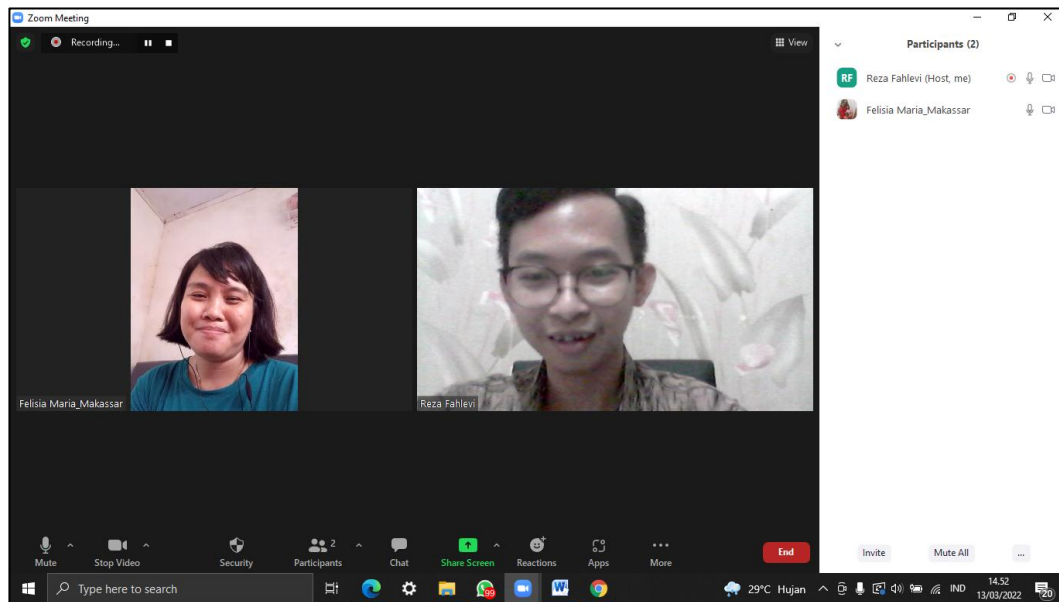 Zoom Meeting
Recording...
View
Participants (2)
RF Reza Fahlevi (Host, me)
Felisia Maria_Makassar
Felisia Maria_Makassar
Reza Fahlevi
Mute
Stop Video
Security
2
Participants
Chat
Share Screen
Reactions
Apps
More
End
Invite
Mute All
...
Type here to search
99
W
29°C Hujan
IND
14.52
13/03/2022
20